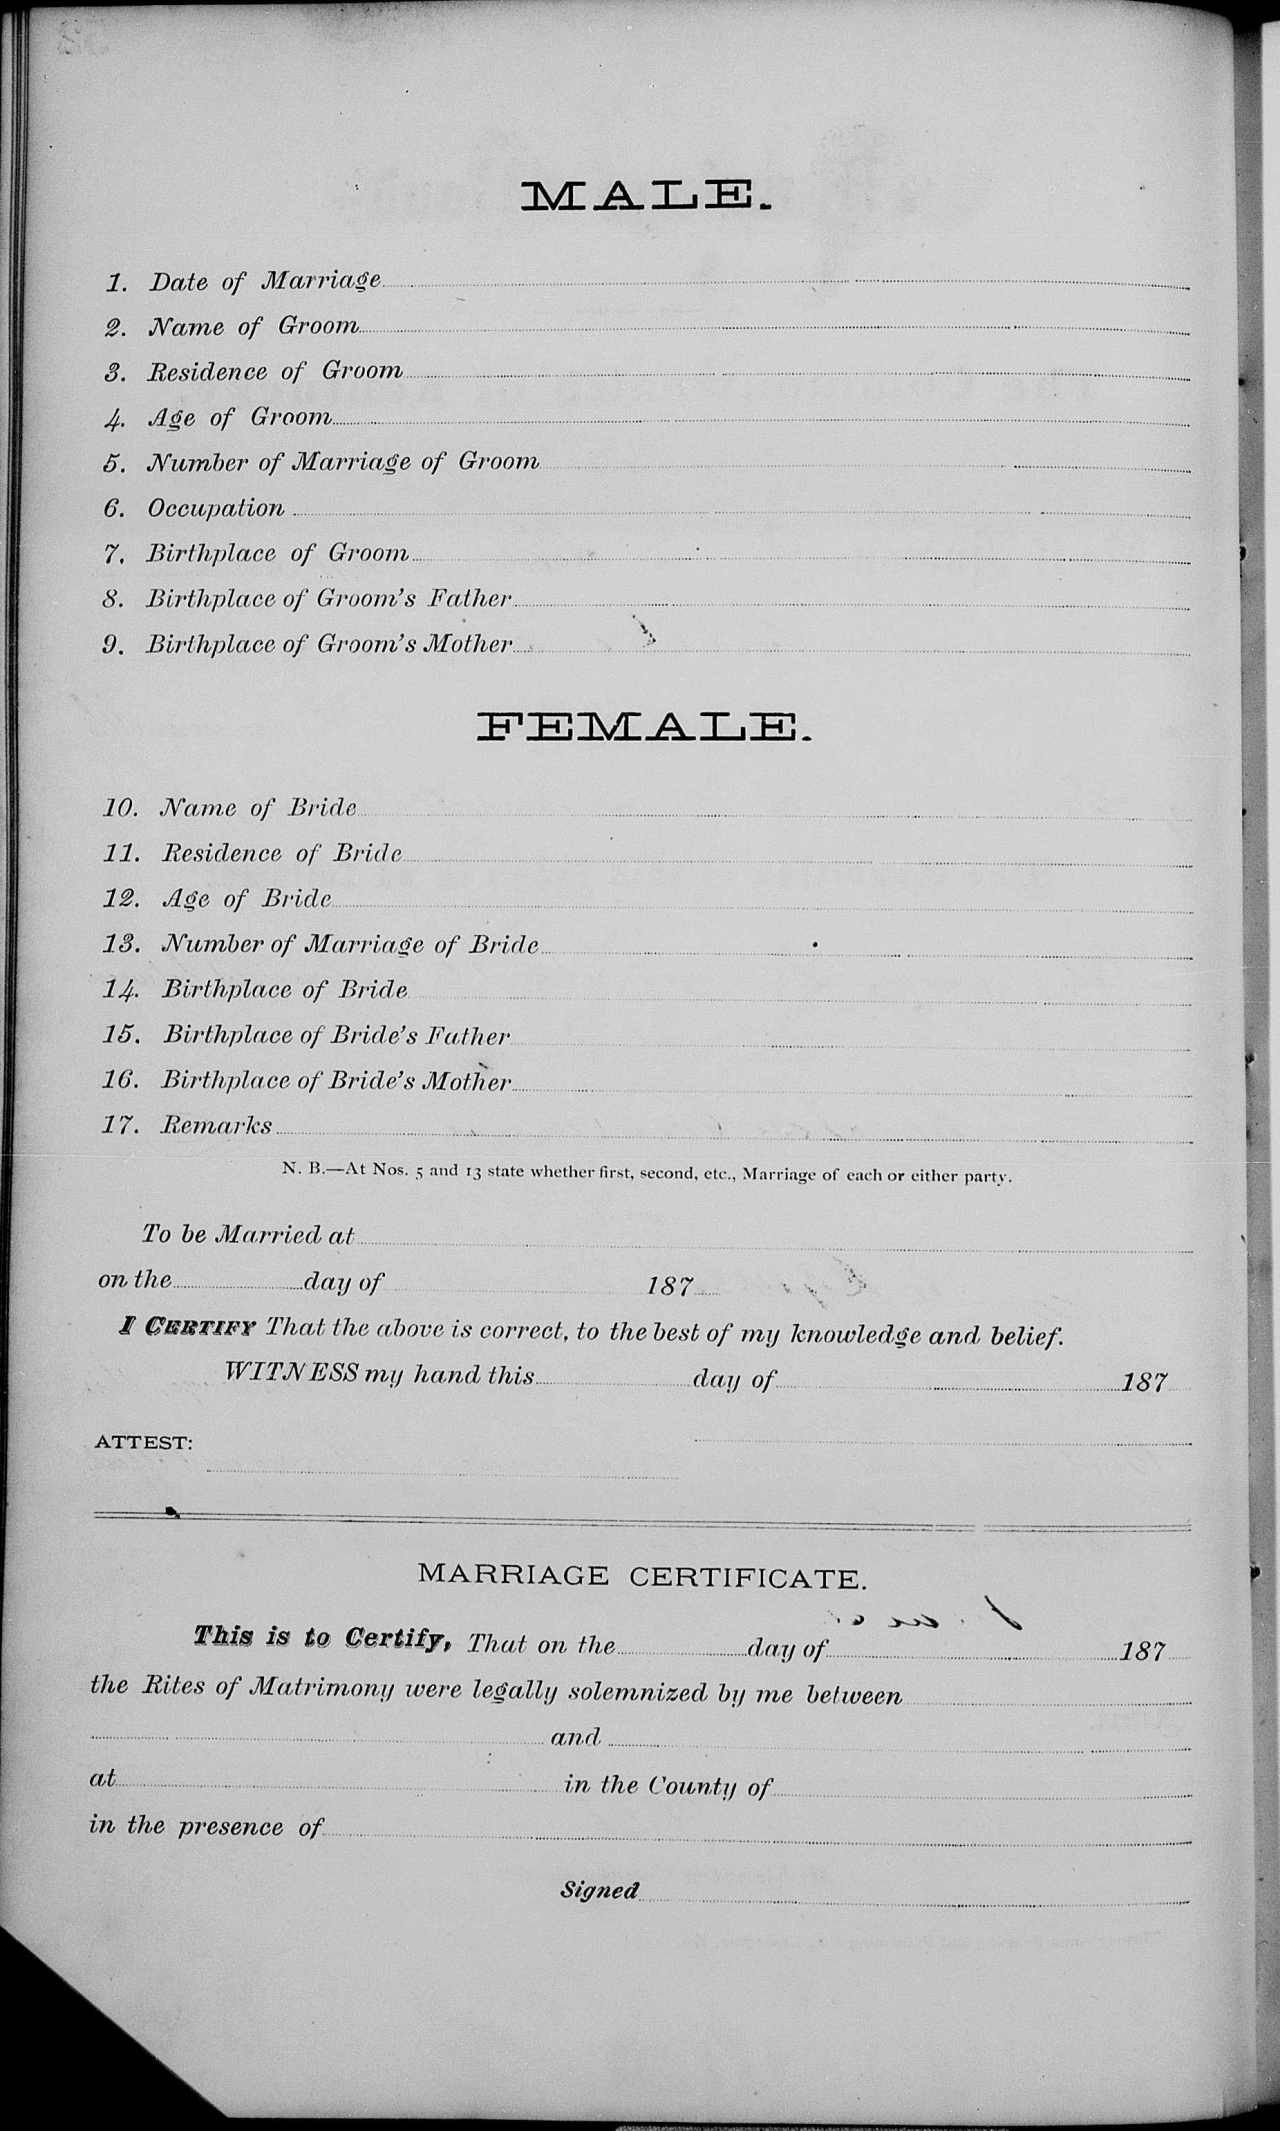 MALE.
1. Date of Marriage
2. Name of Groom
3. Residence of Groom
4. Age of Groom
5. Number of Marriage of Groom
6. Occupation
7. Birthplace of Groom
8. Birthplace of Groom's Father
9. Birthplace of Groom's Mother
FEMALE.
10. Name of Bride
11. Residence of Bride
12. Age of Bride
13. Number of Marriage of Bride
14. Birthplace of Bride
15. Birthplace of Bride's Father
16. Birthplace of Bride's Mother
17. Remarks
N. B.—At Nos. 5 and 13 state whether first, second, etc., Marriage of each or either party.
To be Married at
on the day of 187
I CERTIFY That the above is correct, to the best of my knowledge and belief.
WITNESS my hand this day of 187
ATTEST:
MARRIAGE CERTIFICATE.
This is to Certify, That on the day of 187
the Rites of Matrimony were legally solemnized by me between
and
at in the County of
in the presence of
Signed